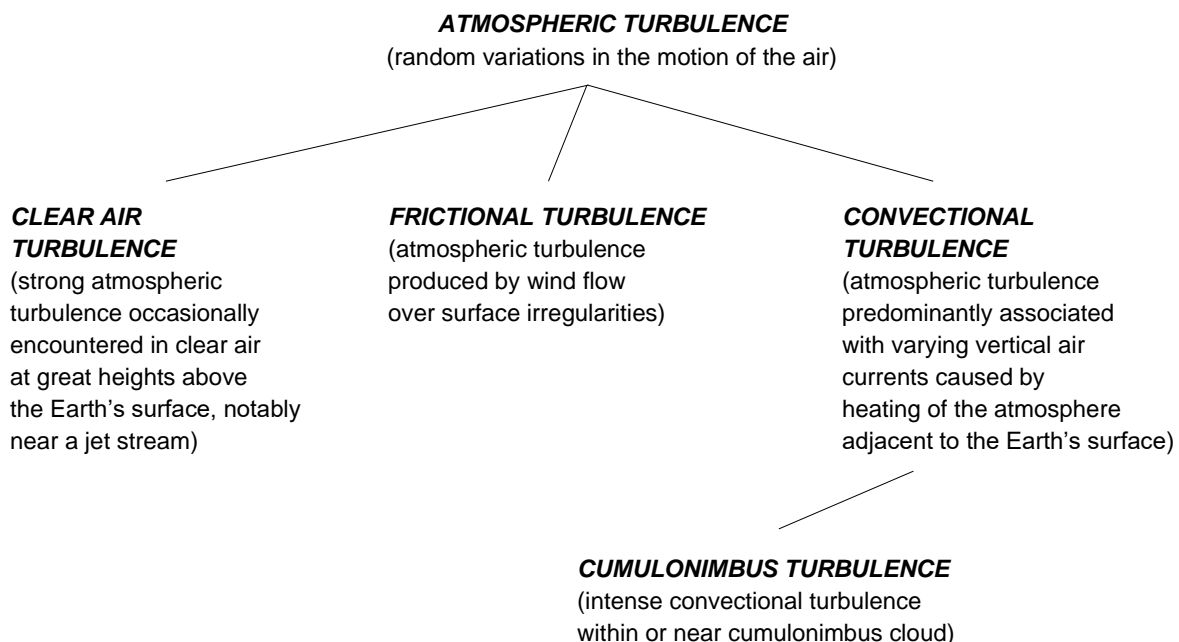 ATMOSPHERIC TURBULENCE
(random variations in the motion of the air)
CLEAR AIR
TURBULENCE
(strong atmospheric
turbulence occasionally
encountered in clear air
at great heights above
the Earth’s surface, notably
near a jet stream)
FRICTIONAL TURBULENCE
(atmospheric turbulence
produced by wind flow
over surface irregularities)
CONVECTIONAL
TURBULENCE
(atmospheric turbulence
predominantly associated
with varying vertical air
currents caused by
heating of the atmosphere
adjacent to the Earth’s surface)
CUMULONIMBUS TURBULENCE
(intense convectional turbulence
within or near cumulonimbus cloud)